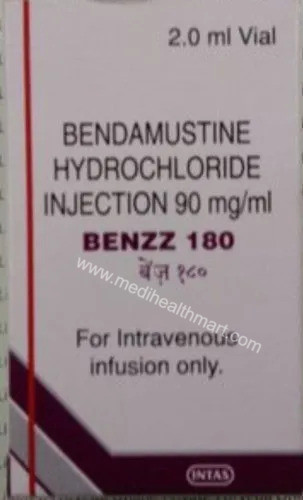 2.0 ml Vial
BENDAMUSTINE
HYDROCHLORIDE
INJECTION 90 mg/ml
BENZZ 180
बेंज़ १८०
www.medihealthmart.com
For Intravenous
infusion only.
INTAS